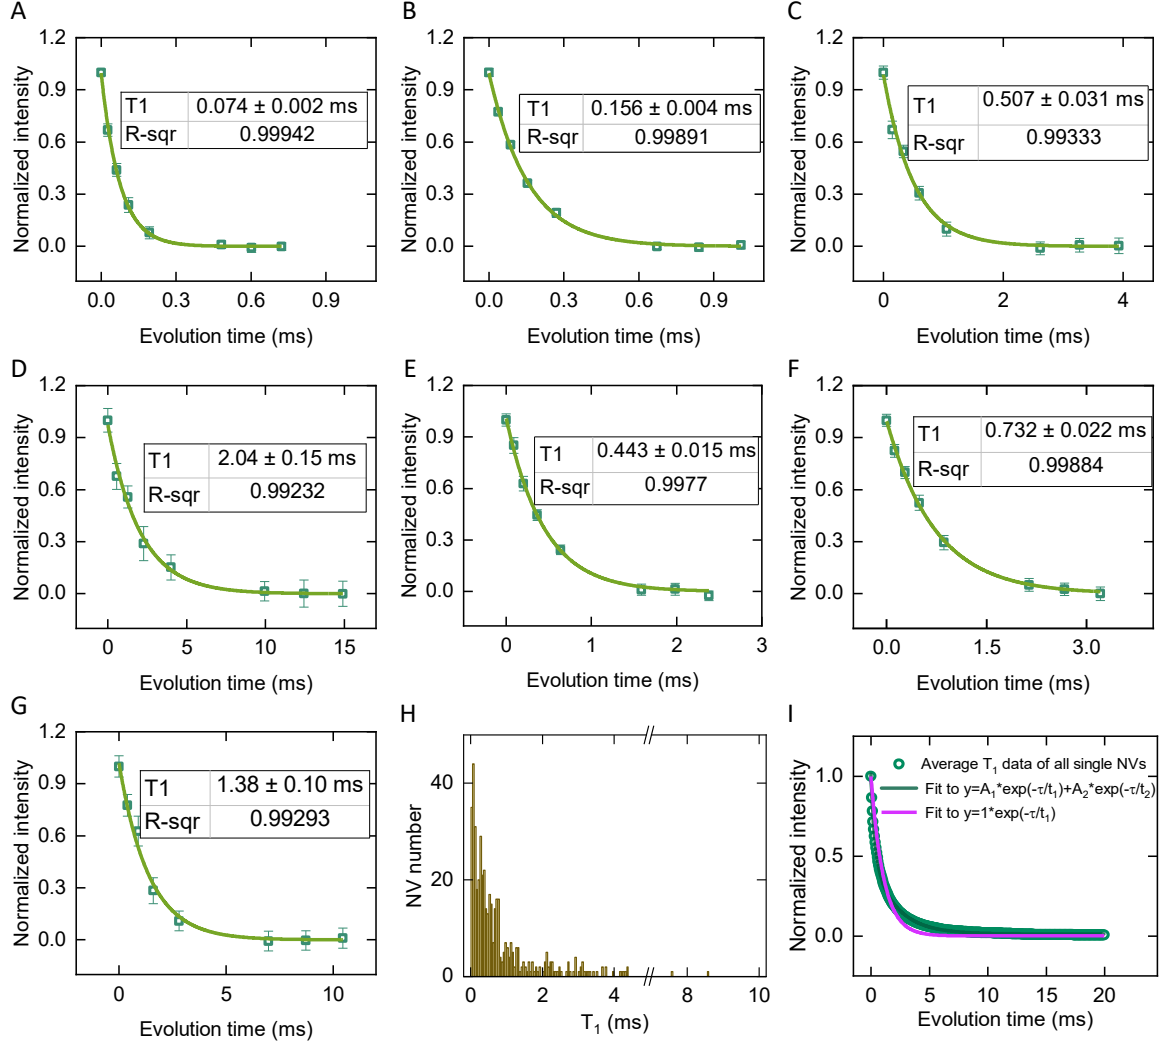 A
Normalized intensity
1.2
0.9
0.6
0.3
0.0
T1 0.074 ± 0.002 ms
R-sqr 0.99942
0.0 0.3 0.6 0.9
Evolution time (ms)
B
Normalized intensity
1.2
0.9
0.6
0.3
0.0
T1 0.156 ± 0.004 ms
R-sqr 0.99891
0.0 0.3 0.6 0.9
Evolution time (ms)
C
Normalized intensity
1.2
0.9
0.6
0.3
0.0
T1 0.507 ± 0.031 ms
R-sqr 0.99333
0 2 4
Evolution time (ms)
D
Normalized intensity
1.2
0.9
0.6
0.3
0.0
T1 2.04 ± 0.15 ms
R-sqr 0.99232
0 5 10 15
Evolution time (ms)
E
Normalized intensity
1.2
0.9
0.6
0.3
0.0
T1 0.443 ± 0.015 ms
R-sqr 0.9977
0 1 2 3
Evolution time (ms)
F
Normalized intensity
1.2
0.9
0.6
0.3
0.0
T1 0.732 ± 0.022 ms
R-sqr 0.99884
0.0 1.5 3.0
Evolution time (ms)
G
Normalized intensity
1.2
0.9
0.6
0.3
0.0
T1 1.38 ± 0.10 ms
R-sqr 0.99293
0 5 10
Evolution time (ms)
H
NV number
40
20
0
0 2 4 8 10
T₁ (ms)
I
Normalized intensity
1.0
0.5
0.0
Average T₁ data of all single NVs
Fit to y=A₁*exp(-τ/t₁)+A₂*exp(-τ/t₂)
Fit to y=1*exp(-τ/t₁)
0 5 10 15 20
Evolution time (ms)